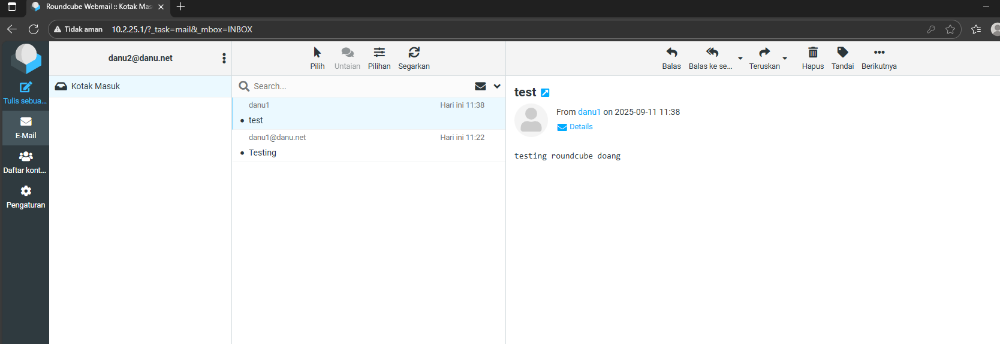 Roundcube Webmail :: Kotak Mas
Tidak aman 10.2.25.1/?_task=mail&_mbox=INBOX
danu2@danu.net
Pilih Untaian Pilihan Segarkan
Balas Balas ke se... Teruskan Hapus Tandai Berikutnya
Tulis sebua...
E-Mail
Daftar kont...
Pengaturan
Kotak Masuk
Search...
danu1 Hari ini 11:38
test
danu1@danu.net Hari ini 11:22
Testing
test
From danu1 on 2025-09-11 11:38
Details
testing roundcube doang